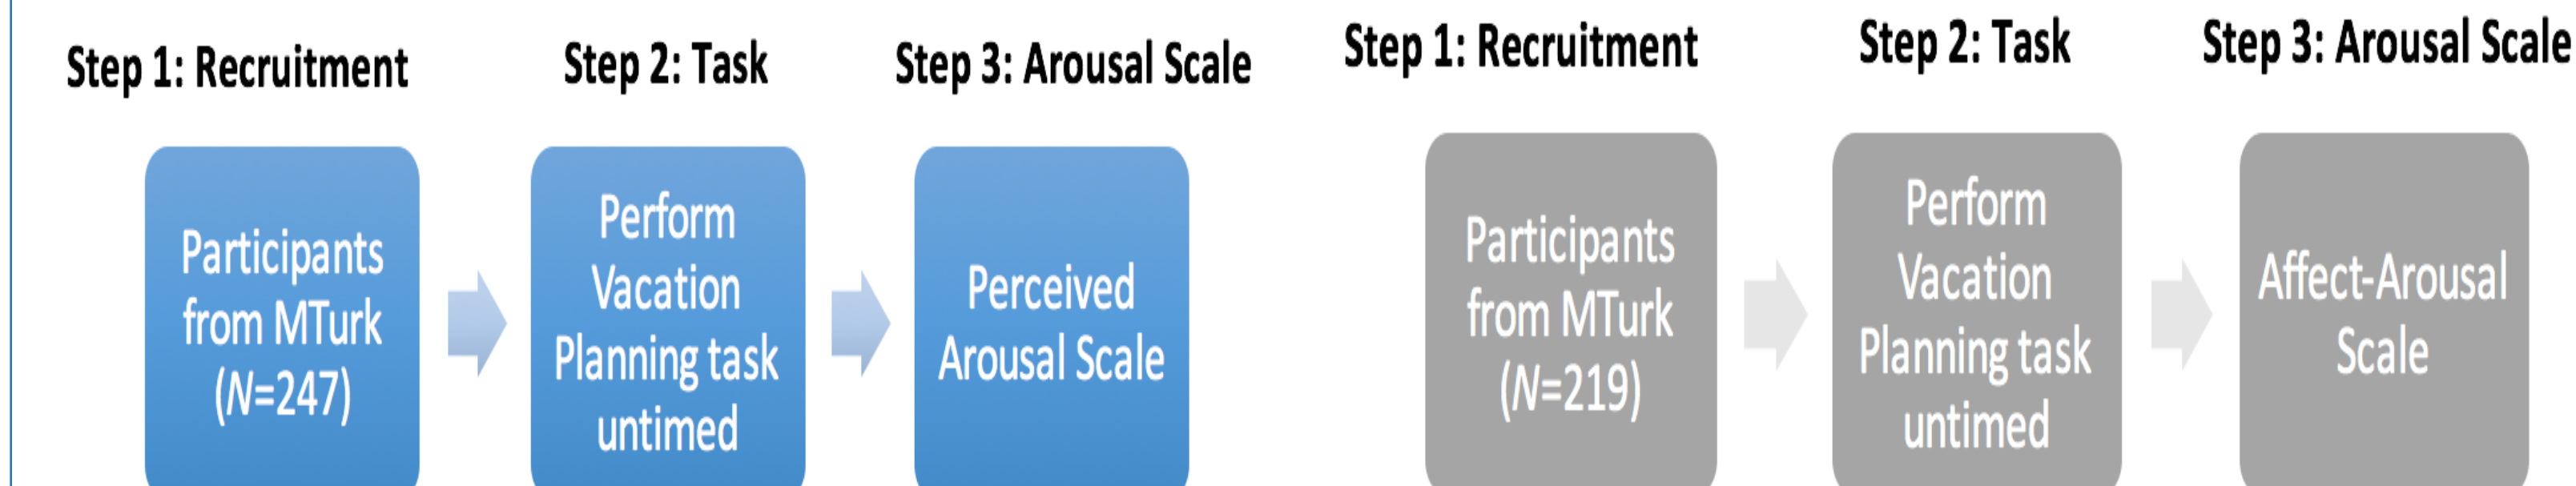 Step 1: Recruitment
Step 2: Task
Step 3: Arousal Scale
Participants
from MTurk
(N=247)
Perform
Vacation
Planning task
untimed
Perceived
Arousal Scale
Step 1: Recruitment
Step 2: Task
Step 3: Arousal Scale
Participants
from MTurk
(N=219)
Perform
Vacation
Planning task
untimed
Affect-Arousal
Scale